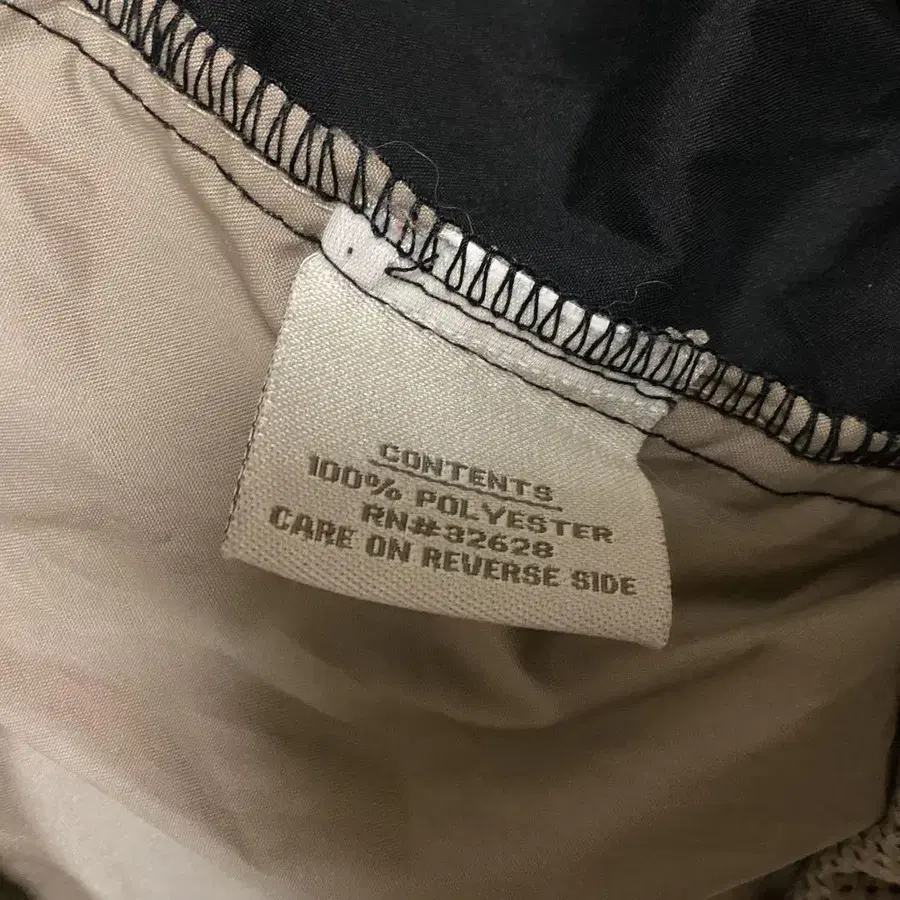 CONTENTS
100% POLYESTER
RN#32628
CARE ON REVERSE SIDE